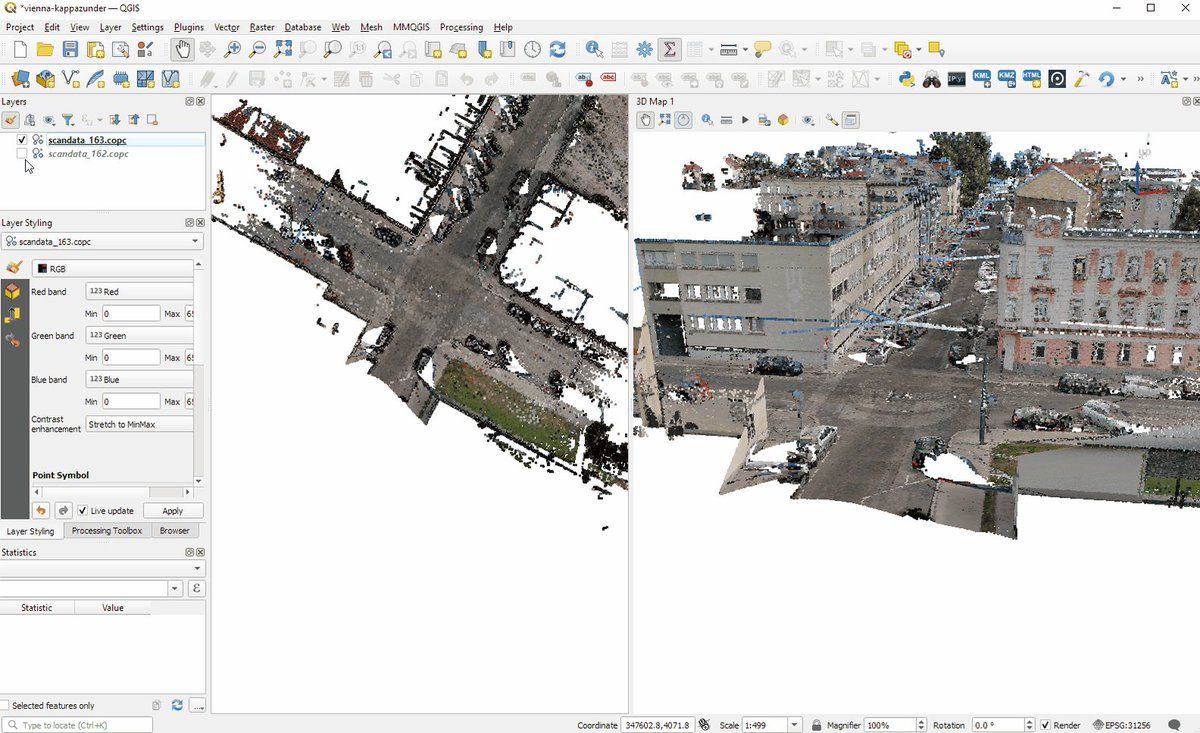 *vienna-kappazunder — QGIS
Project Edit View Layer Settings Plugins Vector Raster Database Web Mesh MMQGIS Processing Help
Layers
scandata_163.copc
scandata_162.copc
Layer Styling
scandata_163.copc
RGB
Red band 123 Red
Min 0 Max 65
Green band 123 Green
Min 0 Max 65
Blue band 123 Blue
Min 0 Max 65
Contrast
enhancement Stretch to MinMax
Point Symbol
Live update Apply
Layer Styling Processing Toolbox Browser
Statistics
ε
Statistic Value
Selected features only
Type to locate (Ctrl+K)
3D Map 1
Coordinate 347602.8,4071.8 Scale 1:499 Magnifier 100% Rotation 0.0 ° Render EPSG:31256